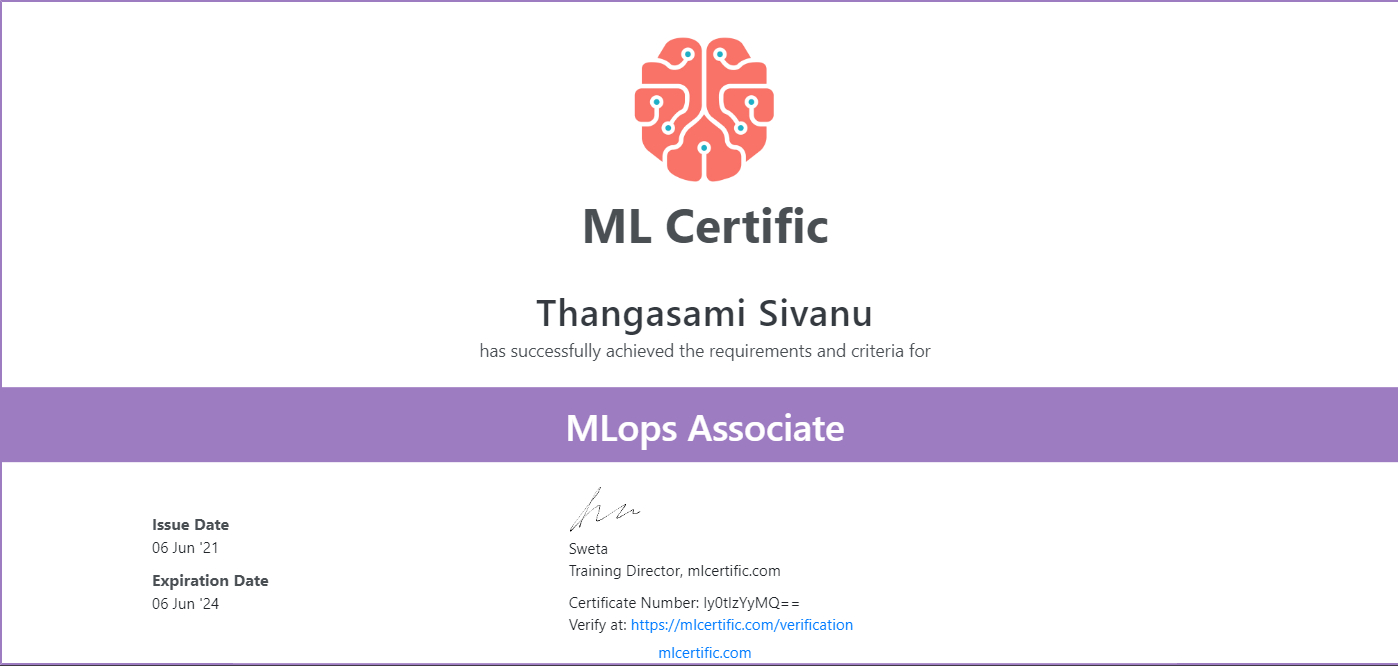 ML Certific
Thangasami Sivanu
has successfully achieved the requirements and criteria for
MLops Associate
Issue Date
06 Jun '21
Expiration Date
06 Jun '24
Sweta
Training Director, mlcertific.com
Certificate Number: ly0tlzYyMQ==
Verify at: https://mlcertific.com/verification
mlcertific.com